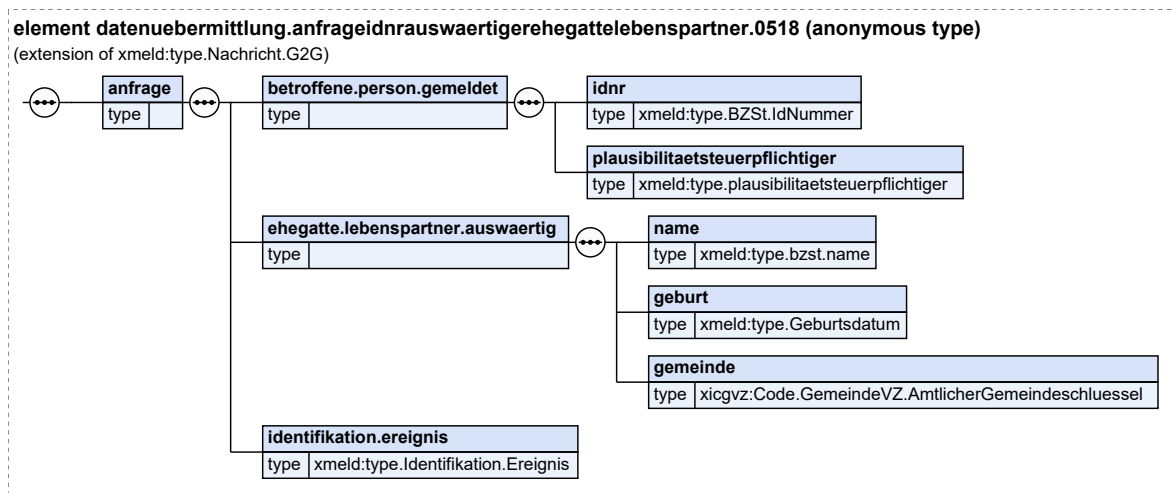 element datenuebermittlung.anfrageidnrauswaertigerehegattelebenspartner.0518 (anonymous type)
(extension of xmeld:type.Nachricht.G2G)
anfrage
type
betroffene.person.gemeldet
type
idnr
type xmeld:type.BZSt.IdNummer
plausibilitaetsteuerpflichtiger
type xmeld:type.plausibilitaetsteuerpflichtiger
ehegatte.lebenspartner.auswaertig
type
name
type xmeld:type.bzst.name
geburt
type xmeld:type.Geburtsdatum
gemeinde
type xicgvz:Code.GemeindeVZ.AmtlicherGemeindeschluessel
identifikation.ereignis
type xmeld:type.Identifikation.Ereignis